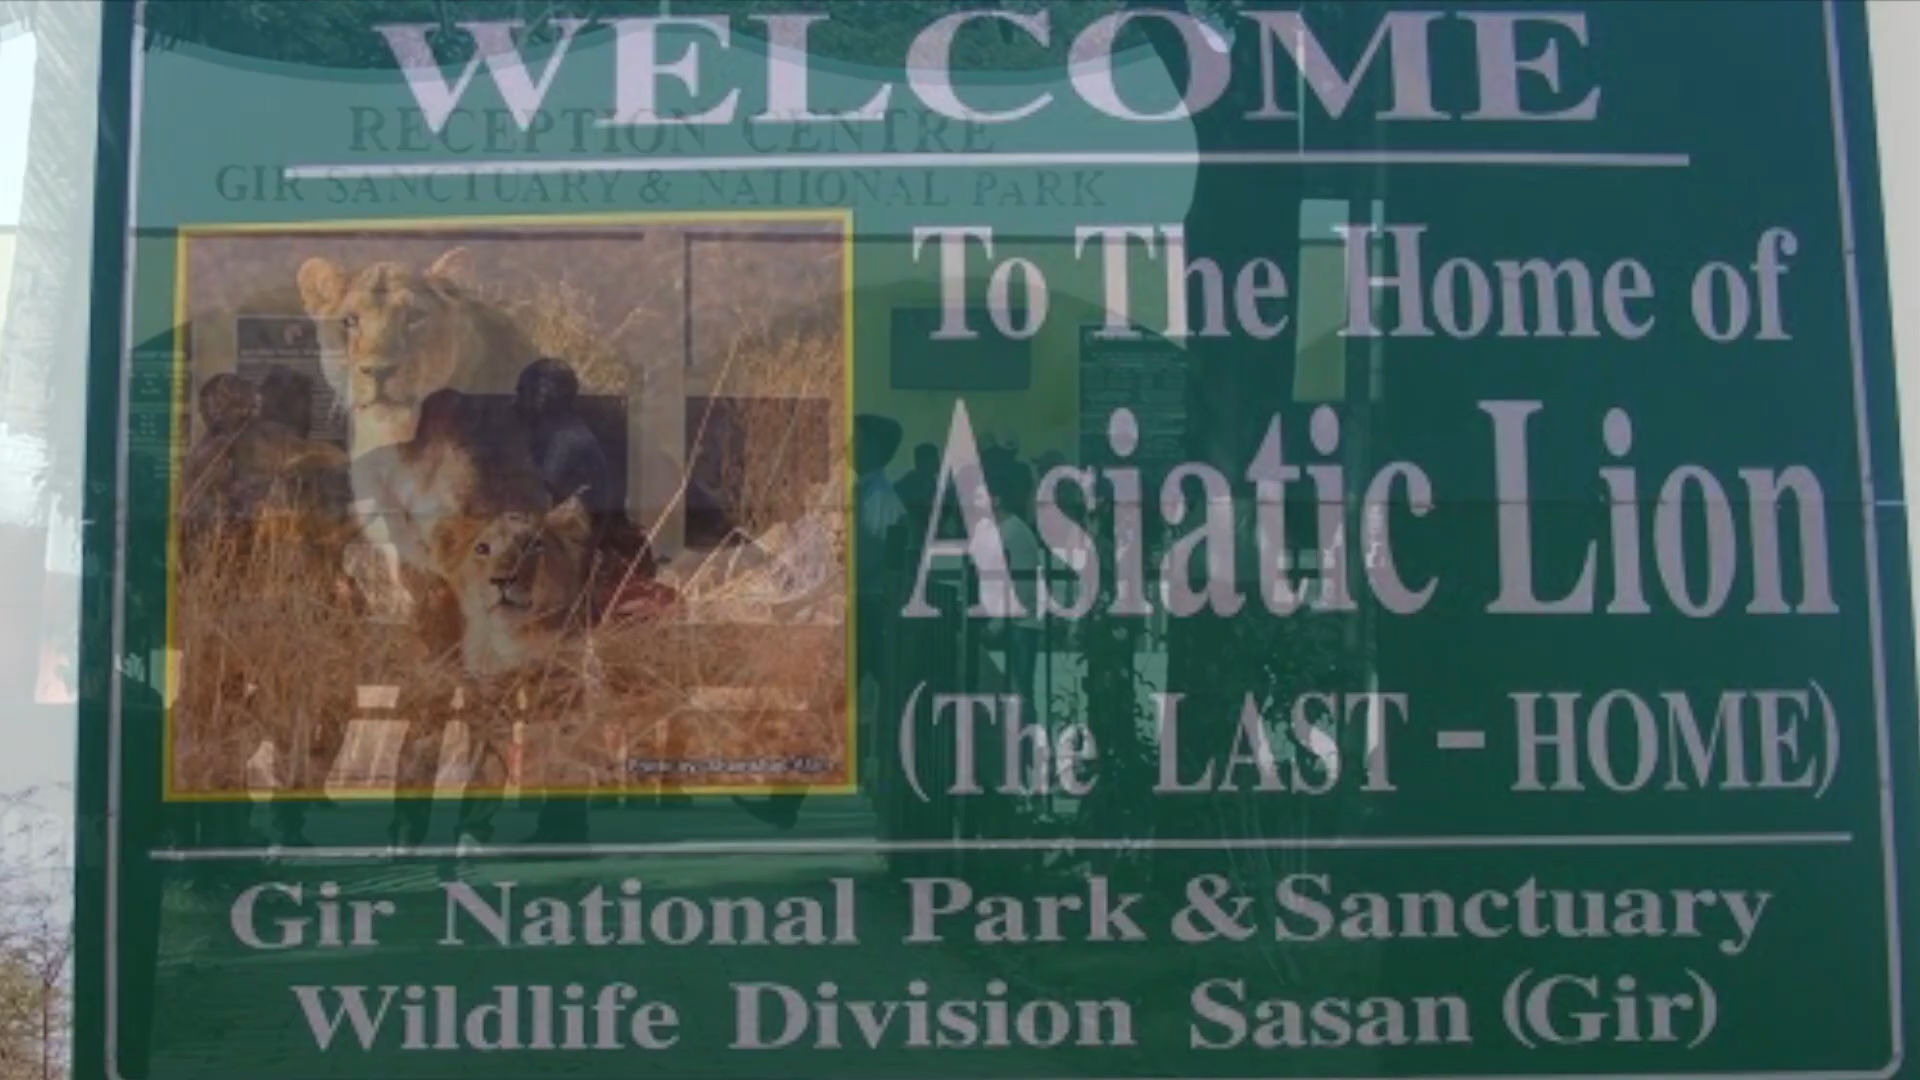 WELCOME
RECEPTION CENTRE
GIR SANCTUARY & NATIONAL PARK
To The Home of
Asiatic Lion
(The LAST - HOME)
Gir National Park & Sanctuary
Wildlife Division Sasan (Gir)